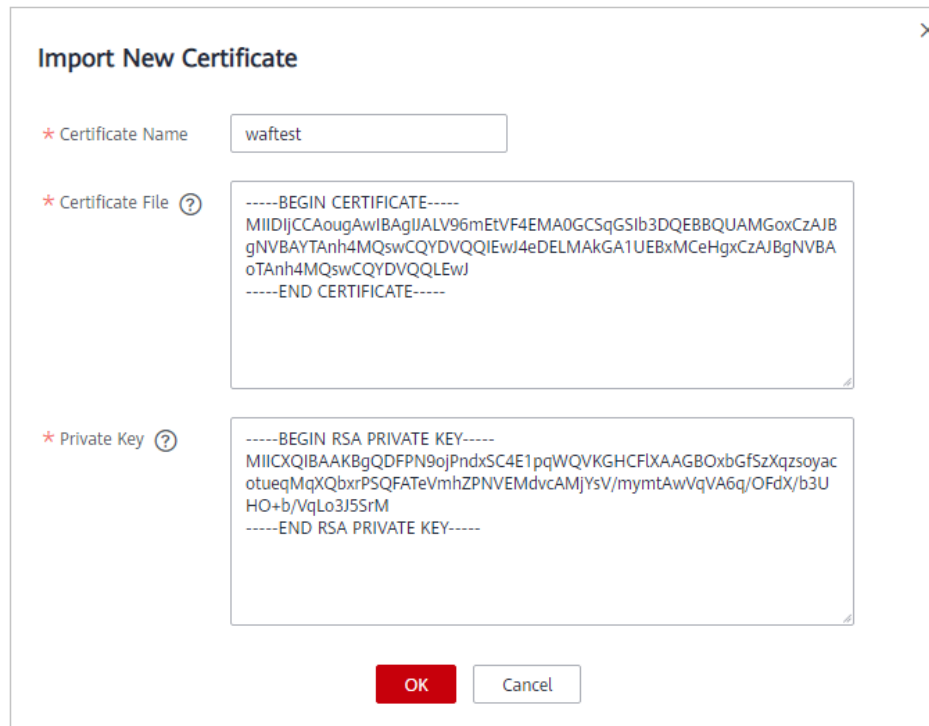 Import New Certificate
* Certificate Name waftest
* Certificate File ?
-----BEGIN CERTIFICATE-----
MIIDIjCCAougAwIBAgIJALV96mEtVF4EMA0GCSqGSIb3DQEBBQUAMGoxCzAJB
gNVBAYTAnh4MQswCQYDVQQIEwJ4eDELMAkGA1UEBxMCeHgxCzAJBgNVBA
oTAnh4MQswCQYDVQQLEwJ
-----END CERTIFICATE-----
* Private Key ?
-----BEGIN RSA PRIVATE KEY-----
MIICXQIBAAKBgQDFPN9ojPndxSC4E1pqWQVKGHCFlXAAGBOxbGfSzXqzsoyac
otueqMqXQbxrPSQFATeVmhZPNVEMdvcAMjYsV/mymtAwVqVA6q/OFdX/b3U
HO+b/VqLo3J5SrM
-----END RSA PRIVATE KEY-----
OK Cancel